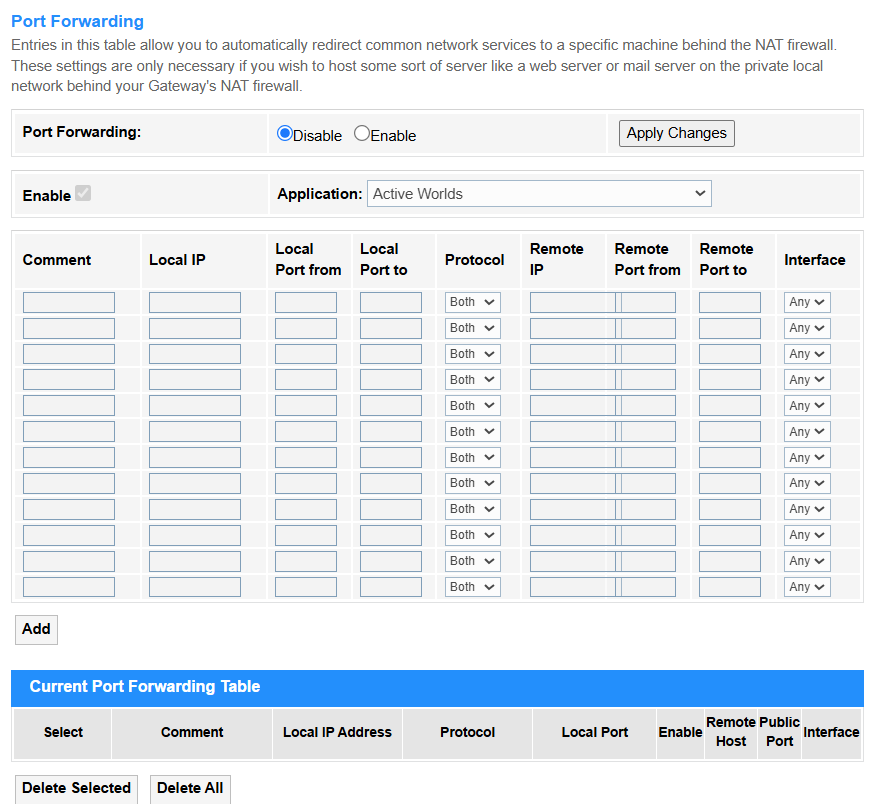 Port Forwarding
Entries in this table allow you to automatically redirect common network services to a specific machine behind the NAT firewall.
These settings are only necessary if you wish to host some sort of server like a web server or mail server on the private local
network behind your Gateway's NAT firewall.
Port Forwarding: Disable Enable Apply Changes
Enable Application: Active Worlds
Comment Local IP Local Port from Local Port to Protocol Remote IP Remote Port from Remote Port to Interface
Both Any
Both Any
Both Any
Both Any
Both Any
Both Any
Both Any
Both Any
Both Any
Both Any
Both Any
Both Any
Add
Current Port Forwarding Table
Select Comment Local IP Address Protocol Local Port Enable Remote Host Public Port Interface
Delete Selected Delete All